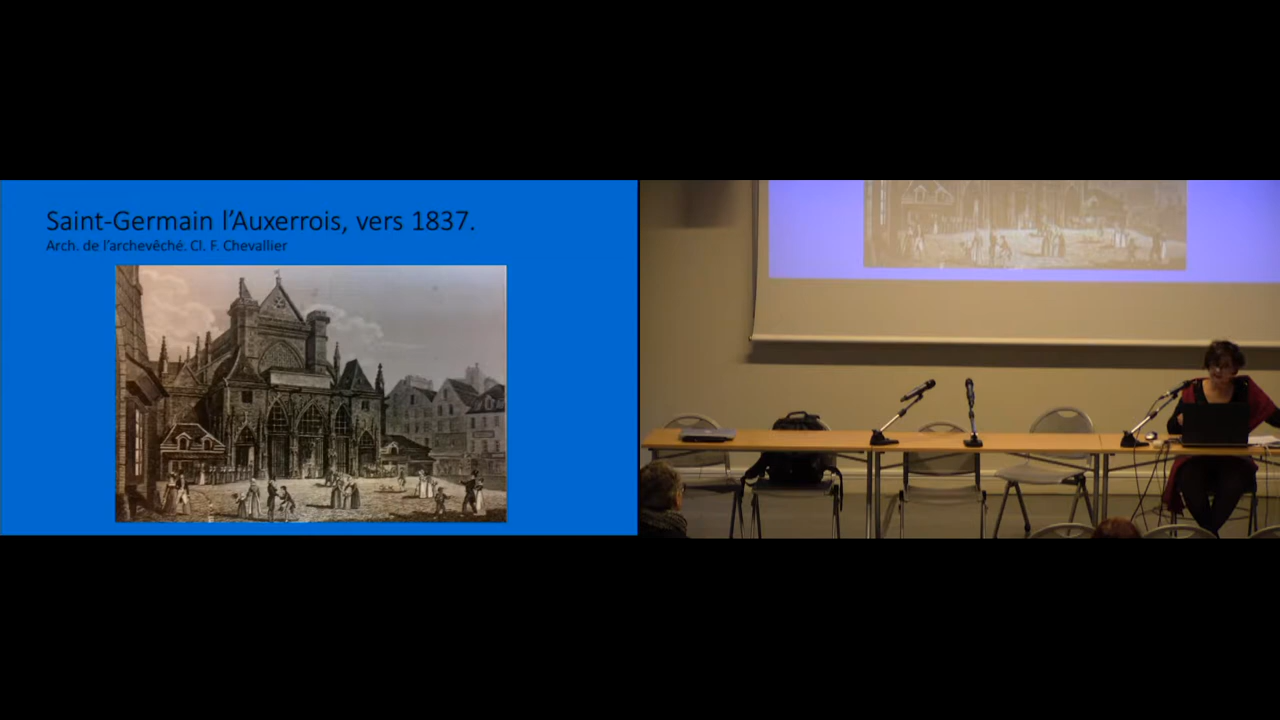 Saint-Germain l’Auxerrois, vers 1837.
Arch. de l’archevêché. Cl. F. Chevallier